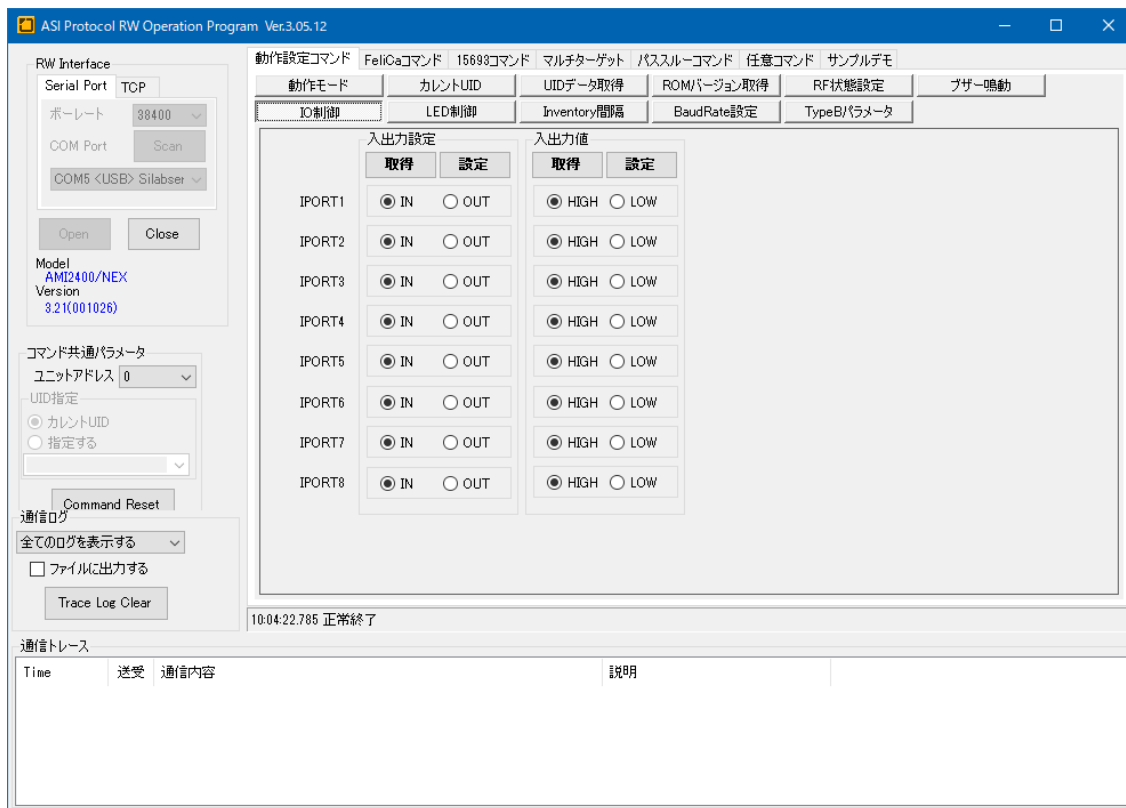 ASI Protocol RW Operation Program Ver.3.05.12
RW Interface
Serial Port TCP
ボーレート 38400
COM Port Scan
COM5 <USB> Silabser
Open Close
Model
AMI2400/NEX
Version
3.21(001026)
コマンド共通パラメータ
ユニットアドレス 0
UID指定
カレントUID
指定する
Command Reset
通信ログ
全てのログを表示する
ファイルに出力する
Trace Log Clear
動作設定コマンド FeliCaコマンド 15693コマンド マルチターゲット パススルーコマンド 任意コマンド サンプルデモ
動作モード カレントUID UIDデータ取得 ROMバージョン取得 RF状態設定 ブザー鳴動
IO制御 LED制御 Inventory間隔 BaudRate設定 TypeBパラメータ
入出力設定 入出力値
取得 設定 取得 設定
IPORT1 IN OUT HIGH LOW
IPORT2 IN OUT HIGH LOW
IPORT3 IN OUT HIGH LOW
IPORT4 IN OUT HIGH LOW
IPORT5 IN OUT HIGH LOW
IPORT6 IN OUT HIGH LOW
IPORT7 IN OUT HIGH LOW
IPORT8 IN OUT HIGH LOW
10:04:22.785 正常終了
通信トレース
Time 送受 通信内容 説明